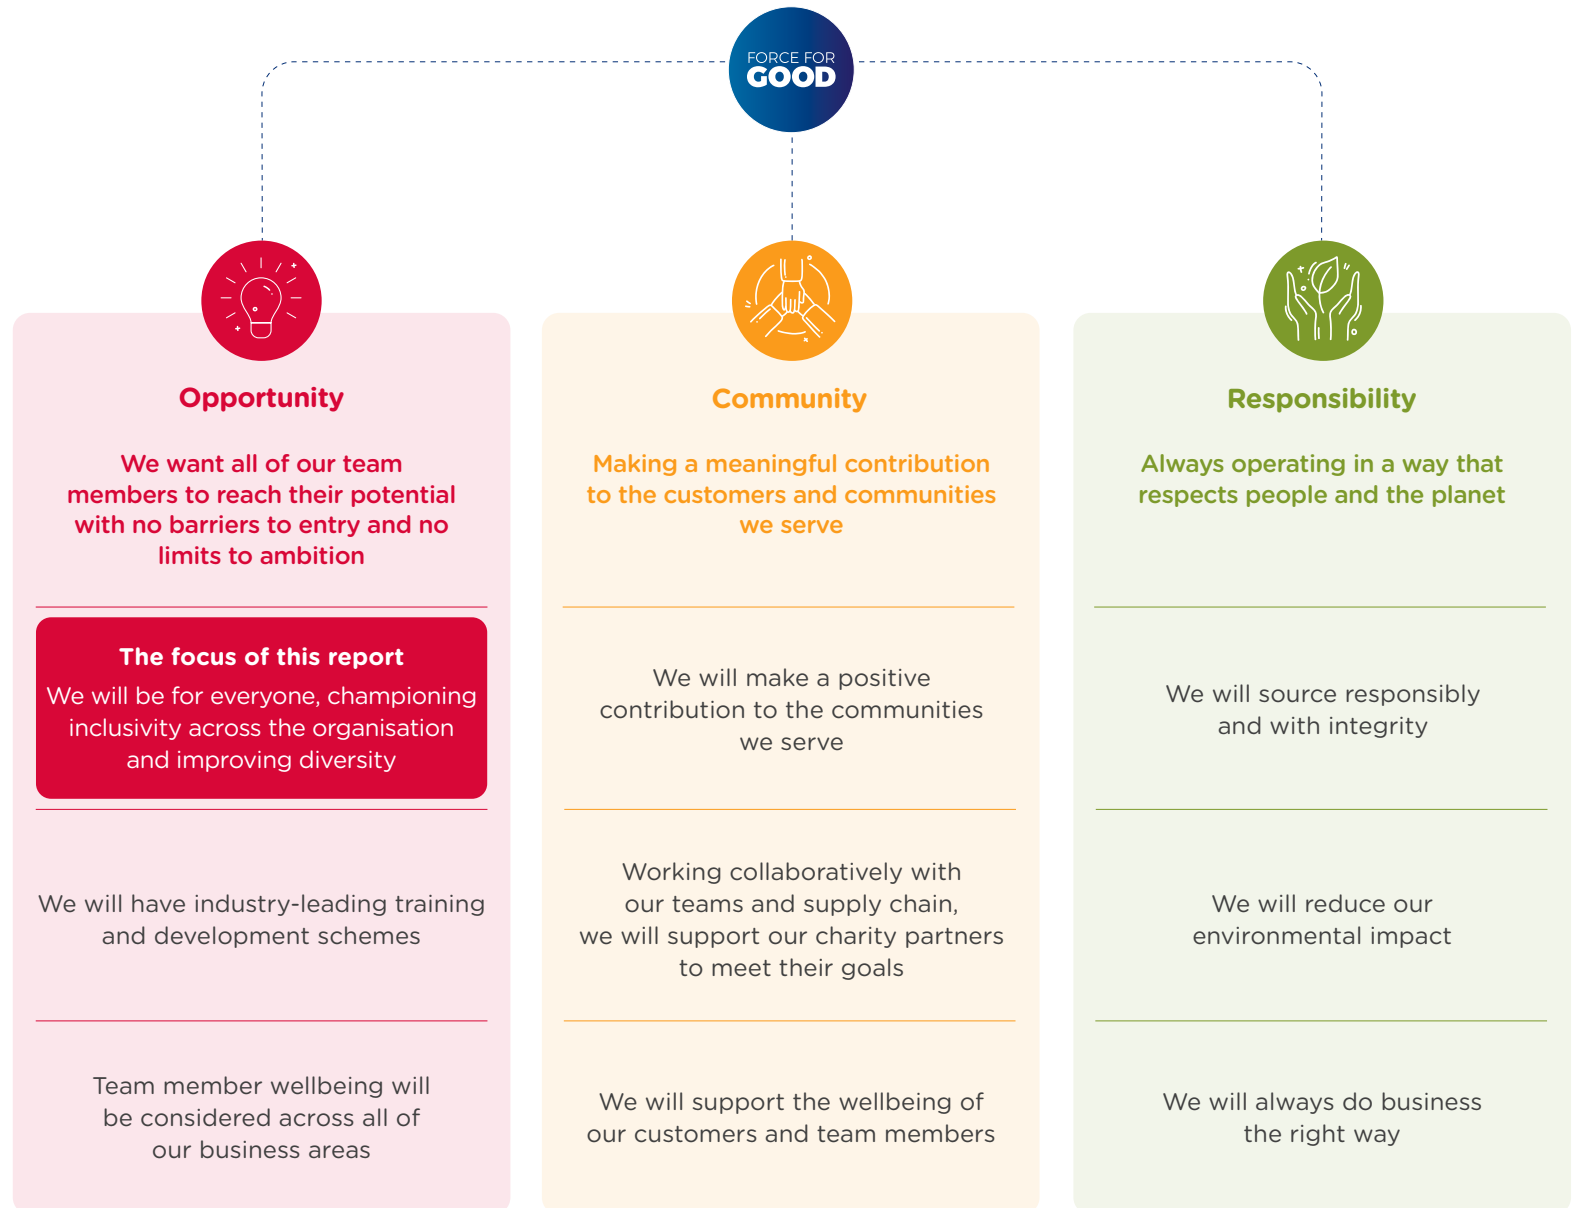 FORCE FOR
GOOD
Opportunity
We want all of our team
members to reach their potential
with no barriers to entry and no
limits to ambition
The focus of this report
We will be for everyone, championing
inclusivity across the organisation
and improving diversity
We will have industry-leading training
and development schemes
Team member wellbeing will
be considered across all of
our business areas
Community
Making a meaningful contribution
to the customers and communities
we serve
We will make a positive
contribution to the communities
we serve
Working collaboratively with
our teams and supply chain,
we will support our charity partners
to meet their goals
We will support the wellbeing of
our customers and team members
Responsibility
Always operating in a way that
respects people and the planet
We will source responsibly
and with integrity
We will reduce our
environmental impact
We will always do business
the right way